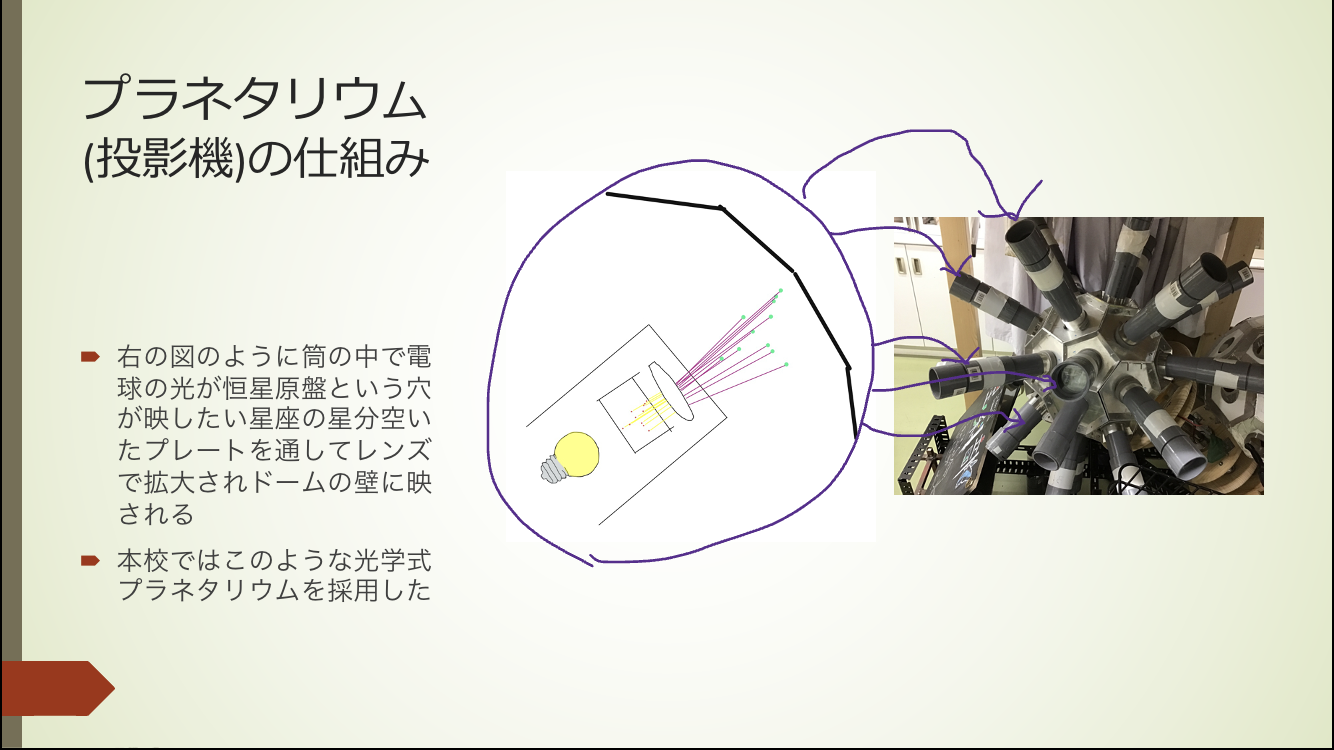 プラネタリウム
(投影機)の仕組み
右の図のように筒の中で電
球の光が恒星原盤という穴
が映したい星座の星分空い
たプレートを通してレンズ
で拡大されドームの壁に映
される
本校ではこのような光学式
プラネタリウムを採用した